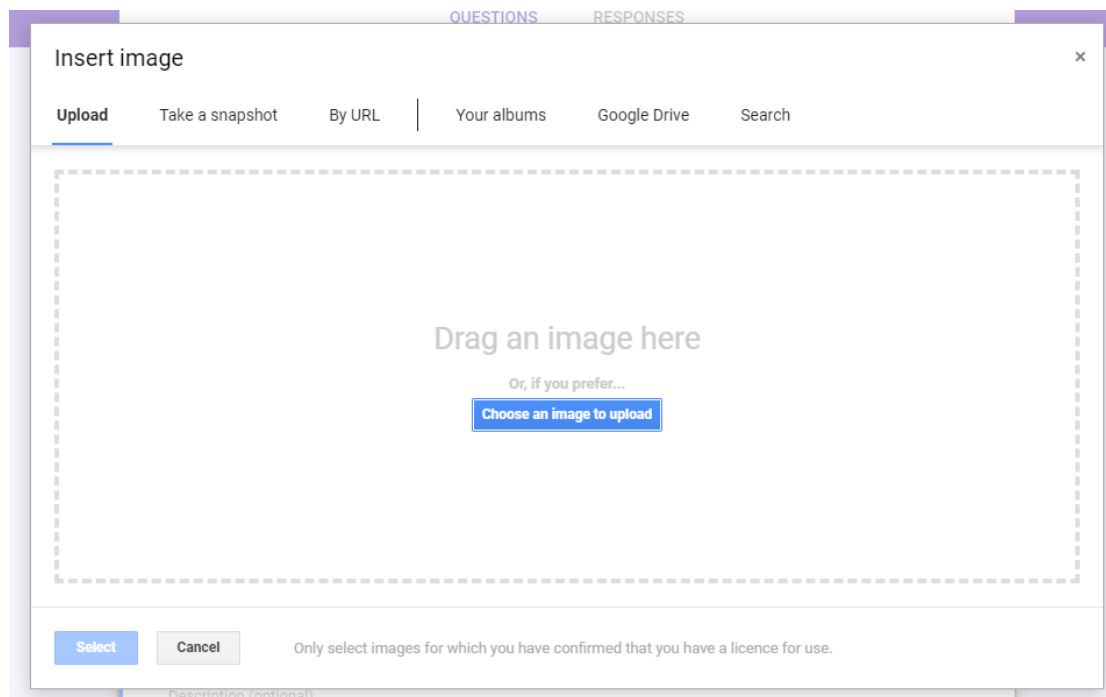 QUESTIONS RESPONSES
Insert image ×
Upload Take a snapshot By URL Your albums Google Drive Search
Drag an image here
Or, if you prefer...
Choose an image to upload
Select Cancel Only select images for which you have confirmed that you have a licence for use.
Description (optional)